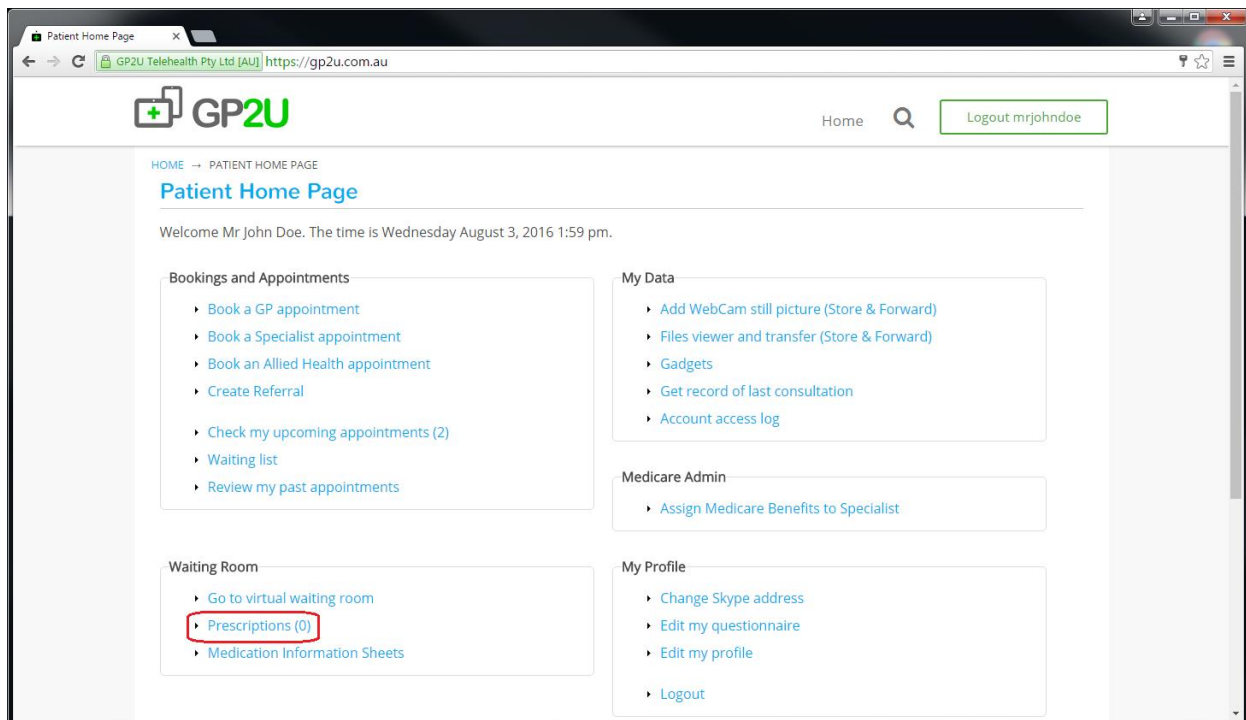 Patient Home Page
GP2U Telehealth Pty Ltd [AU] https://gp2u.com.au
GP2U
Home
Logout mrjohndoe
HOME → PATIENT HOME PAGE
Patient Home Page
Welcome Mr John Doe. The time is Wednesday August 3, 2016 1:59 pm.
Bookings and Appointments
Book a GP appointment
Book a Specialist appointment
Book an Allied Health appointment
Create Referral
Check my upcoming appointments (2)
Waiting list
Review my past appointments
My Data
Add WebCam still picture (Store & Forward)
Files viewer and transfer (Store & Forward)
Gadgets
Get record of last consultation
Account access log
Medicare Admin
Assign Medicare Benefits to Specialist
Waiting Room
Go to virtual waiting room
Prescriptions (0)
Medication Information Sheets
My Profile
Change Skype address
Edit my questionnaire
Edit my profile
Logout